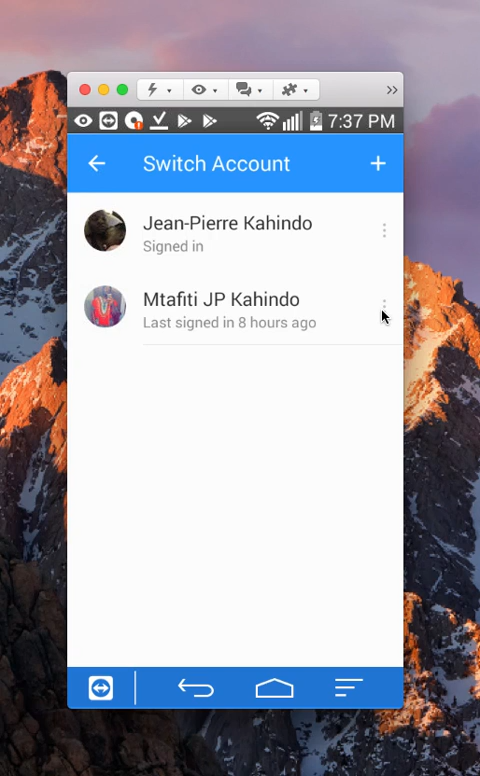 7:37 PM
Switch Account
Jean-Pierre Kahindo
Signed in
Mtafiti JP Kahindo
Last signed in 8 hours ago